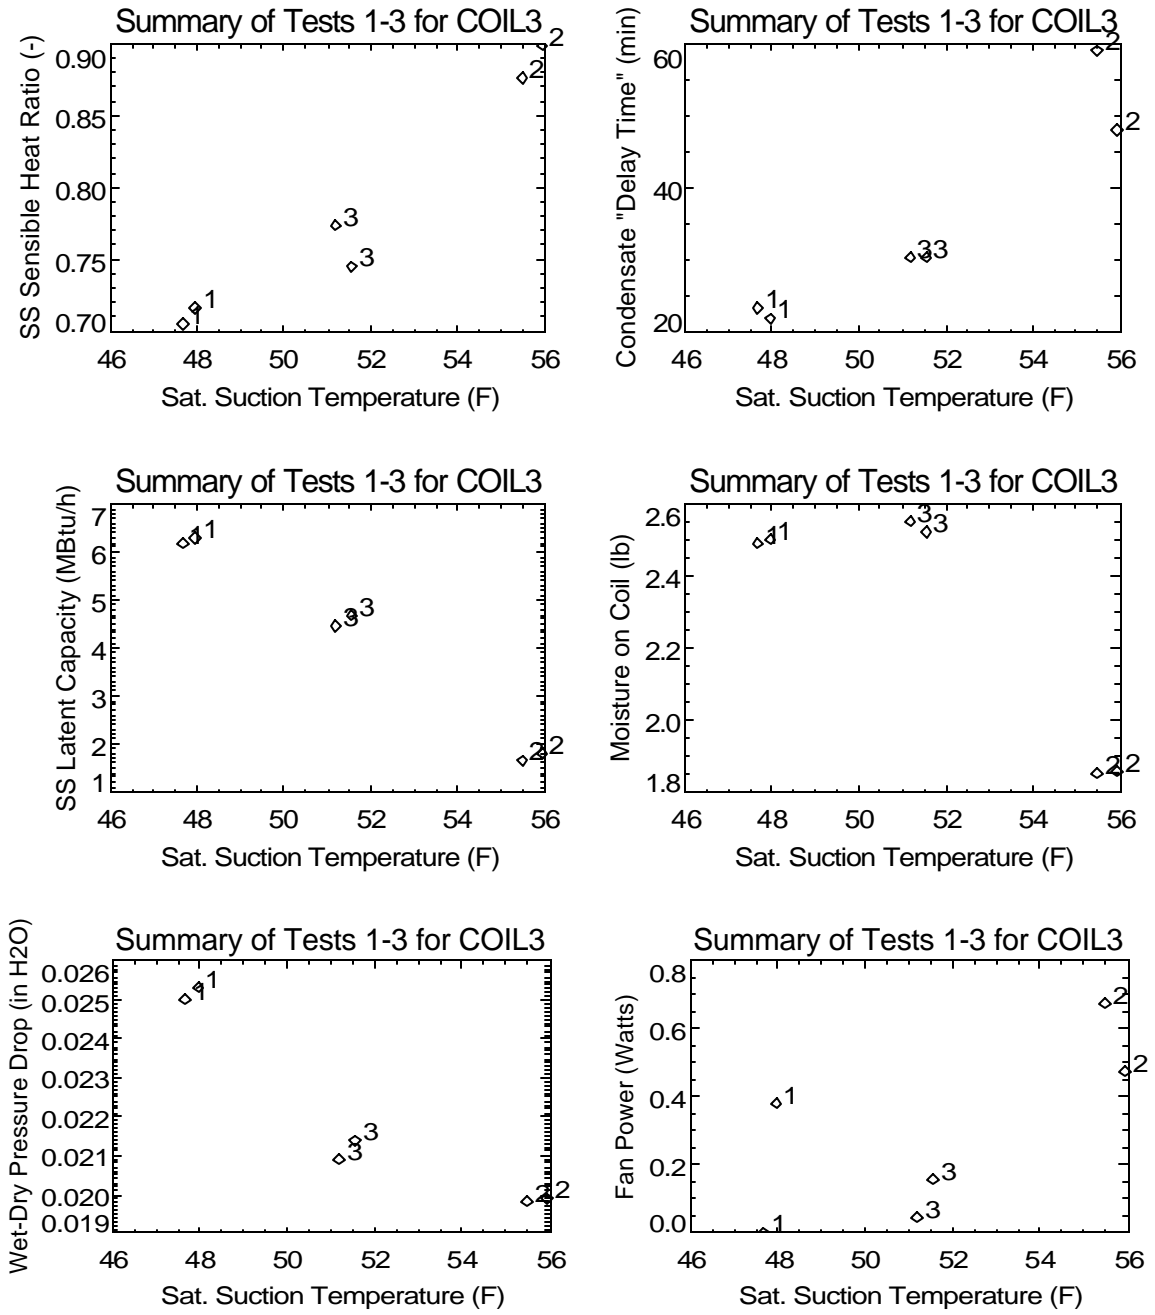 Summary of Tests 1-3 for COIL3
SS Sensible Heat Ratio (-)
0.90
0.85
0.80
0.75
0.70
2
2
3
3
1
1
46 48 50 52 54 56
Sat. Suction Temperature (F)
Summary of Tests 1-3 for COIL3
Condensate "Delay Time" (min)
60
40
20
2
2
33
1
1
46 48 50 52 54 56
Sat. Suction Temperature (F)
Summary of Tests 1-3 for COIL3
SS Latent Capacity (MBtu/h)
7
6
5
4
3
2
1
11
3
3
22
46 48 50 52 54 56
Sat. Suction Temperature (F)
Summary of Tests 1-3 for COIL3
Moisture on Coil (lb)
2.6
2.4
2.2
2.0
1.8
11
3
3
22
46 48 50 52 54 56
Sat. Suction Temperature (F)
Summary of Tests 1-3 for COIL3
Wet-Dry Pressure Drop (in H2O)
0.026
0.025
0.024
0.023
0.022
0.021
0.020
0.019
1
1
3
3
22
46 48 50 52 54 56
Sat. Suction Temperature (F)
Summary of Tests 1-3 for COIL3
Fan Power (Watts)
0.8
0.6
0.4
0.2
0.0
2
2
1
3
3
1
46 48 50 52 54 56
Sat. Suction Temperature (F)